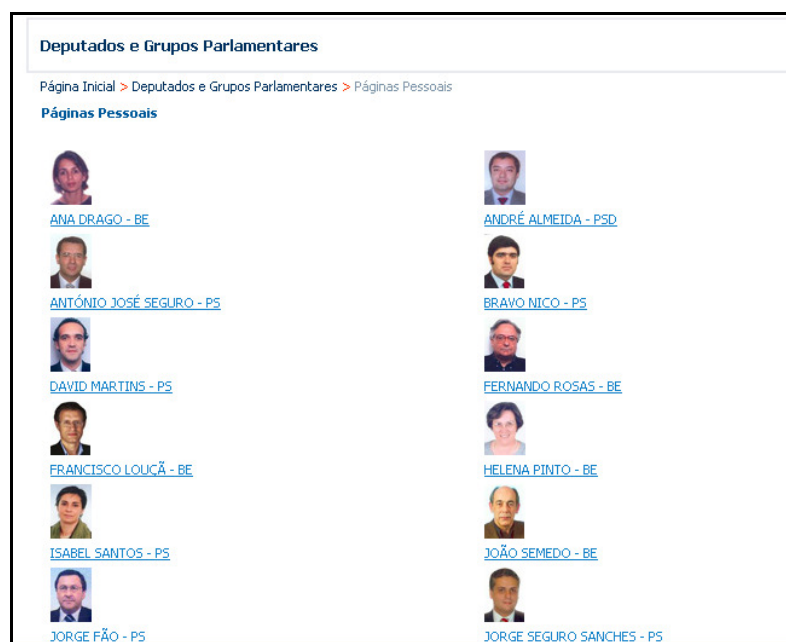 Deputados e Grupos Parlamentares
Página Inicial > Deputados e Grupos Parlamentares > Páginas Pessoais
Páginas Pessoais
ANA DRAGO - BE
ANDRÉ ALMEIDA - PSD
ANTÓNIO JOSÉ SEGURO - PS
BRAVO NICO - PS
DAVID MARTINS - PS
FERNANDO ROSAS - BE
FRANCISCO LOUÇÃ - BE
HELENA PINTO - BE
ISABEL SANTOS - PS
JOÃO SEMEDO - BE
JORGE FÃO - PS
JORGE SEGURO SANCHES - PS